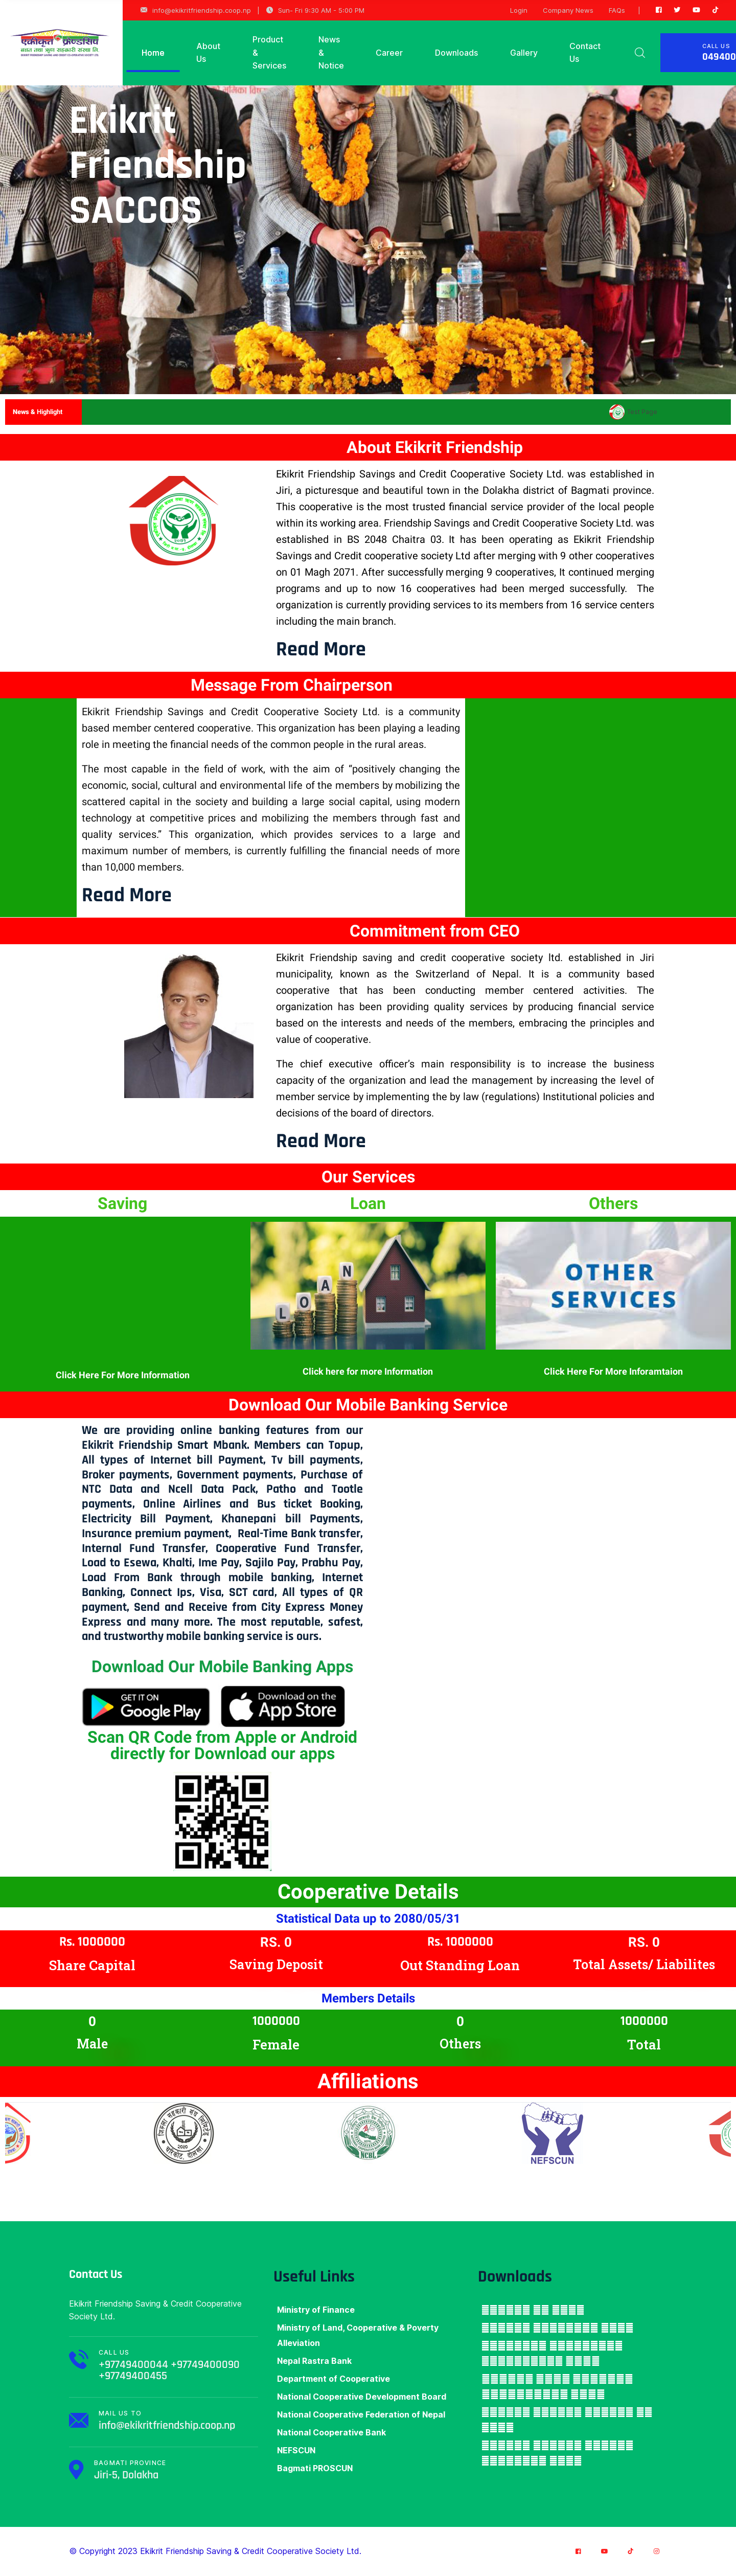 info@ekikritfriendship.coop.np
Sun- Fri 9:30 AM - 5:00 PM
Login
Company News
FAQs
Home
About Us
Product & Services
News & Notice
Career
Downloads
Gallery
Contact Us
CALL US
049400
Ekikrit
Friendship
SACCOS
News & Highlight
About Ekikrit Friendship
Ekikrit Friendship Savings and Credit Cooperative Society Ltd. was established in
Jiri, a picturesque and beautiful town in the Dolakha district of Bagmati province.
This cooperative is the most trusted financial service provider of the local people
within its working area. Friendship Savings and Credit Cooperative Society Ltd. was
established in BS 2048 Chaitra 03. It has been operating as Ekikrit Friendship
Savings and Credit cooperative society Ltd after merging with 9 other cooperatives
on 01 Magh 2071. After successfully merging 9 cooperatives, It continued merging
programs and up to now 16 cooperatives had been merged successfully. The
organization is currently providing services to its members from 16 service centers
including the main branch.
Read More
Message From Chairperson
Ekikrit Friendship Savings and Credit Cooperative Society Ltd. is a community
based member centered cooperative. This organization has been playing a leading
role in meeting the financial needs of the common people in the rural areas.
The most capable in the field of work, with the aim of “positively changing the
economic, social, cultural and environmental life of the members by mobilizing the
scattered capital in the society and building a large social capital, using modern
technology at competitive prices and mobilizing the members through fast and
quality services.” This organization, which provides services to a large and
maximum number of members, is currently fulfilling the financial needs of more
than 10,000 members.
Read More
Commitment from CEO
Ekikrit Friendship saving and credit cooperative society ltd. established in Jiri
municipality, known as the Switzerland of Nepal. It is a community based
cooperative that has been conducting member centered activities. The
organization has been providing quality services by producing financial service
based on the interests and needs of the members, embracing the principles and
value of cooperative.
The chief executive officer’s main responsibility is to increase the business
capacity of the organization and lead the management by increasing the level of
member service by implementing the by law (regulations) Institutional policies and
decisions of the board of directors.
Read More
Our Services
Saving
Loan
Others
LOAN
OTHER
SERVICES
Click Here For More Information
Click here for more Information
Click Here For More Inforamtaion
Download Our Mobile Banking Service
We are providing online banking features from our
Ekikrit Friendship Smart Mbank. Members can Topup,
All types of Internet bill Payment, Tv bill payments,
Broker payments, Government payments, Purchase of
NTC Data and Ncell Data Pack, Patho and Tootle
payments, Online Airlines and Bus ticket Booking,
Electricity Bill Payment, Khanepani bill Payments,
Insurance premium payment, Real-Time Bank transfer,
Internal Fund Transfer, Cooperative Fund Transfer,
Load to Esewa, Khalti, Ime Pay, Sajilo Pay, Prabhu Pay,
Load From Bank through mobile banking, Internet
Banking, Connect Ips, Visa, SCT card, All types of QR
payment, Send and Receive from City Express Money
Express and many more. The most reputable, safest,
and trustworthy mobile banking service is ours.
Download Our Mobile Banking Apps
GET IT ON
Google Play
Download on the
App Store
Scan QR Code from Apple or Android
directly for Download our apps
Cooperative Details
Statistical Data up to 2080/05/31
Rs. 1000000
RS. 0
Rs. 1000000
RS. 0
Share Capital
Saving Deposit
Out Standing Loan
Total Assets/ Liabilites
Members Details
0
1000000
0
1000000
Male
Female
Others
Total
Affiliations
NCBL
NEFSCUN
Contact Us
Ekikrit Friendship Saving & Credit Cooperative
Society Ltd.
CALL US
+97749400044 +97749400090
+97749400455
MAIL US TO
info@ekikritfriendship.coop.np
BAGMATI PROVINCE
Jiri-5, Dolakha
Useful Links
Ministry of Finance
Ministry of Land, Cooperative & Poverty
Alleviation
Nepal Rastra Bank
Department of Cooperative
National Cooperative Development Board
National Cooperative Federation of Nepal
National Cooperative Bank
NEFSCUN
Bagmati PROSCUN
Downloads
© Copyright 2023 Ekikrit Friendship Saving & Credit Cooperative Society Ltd.